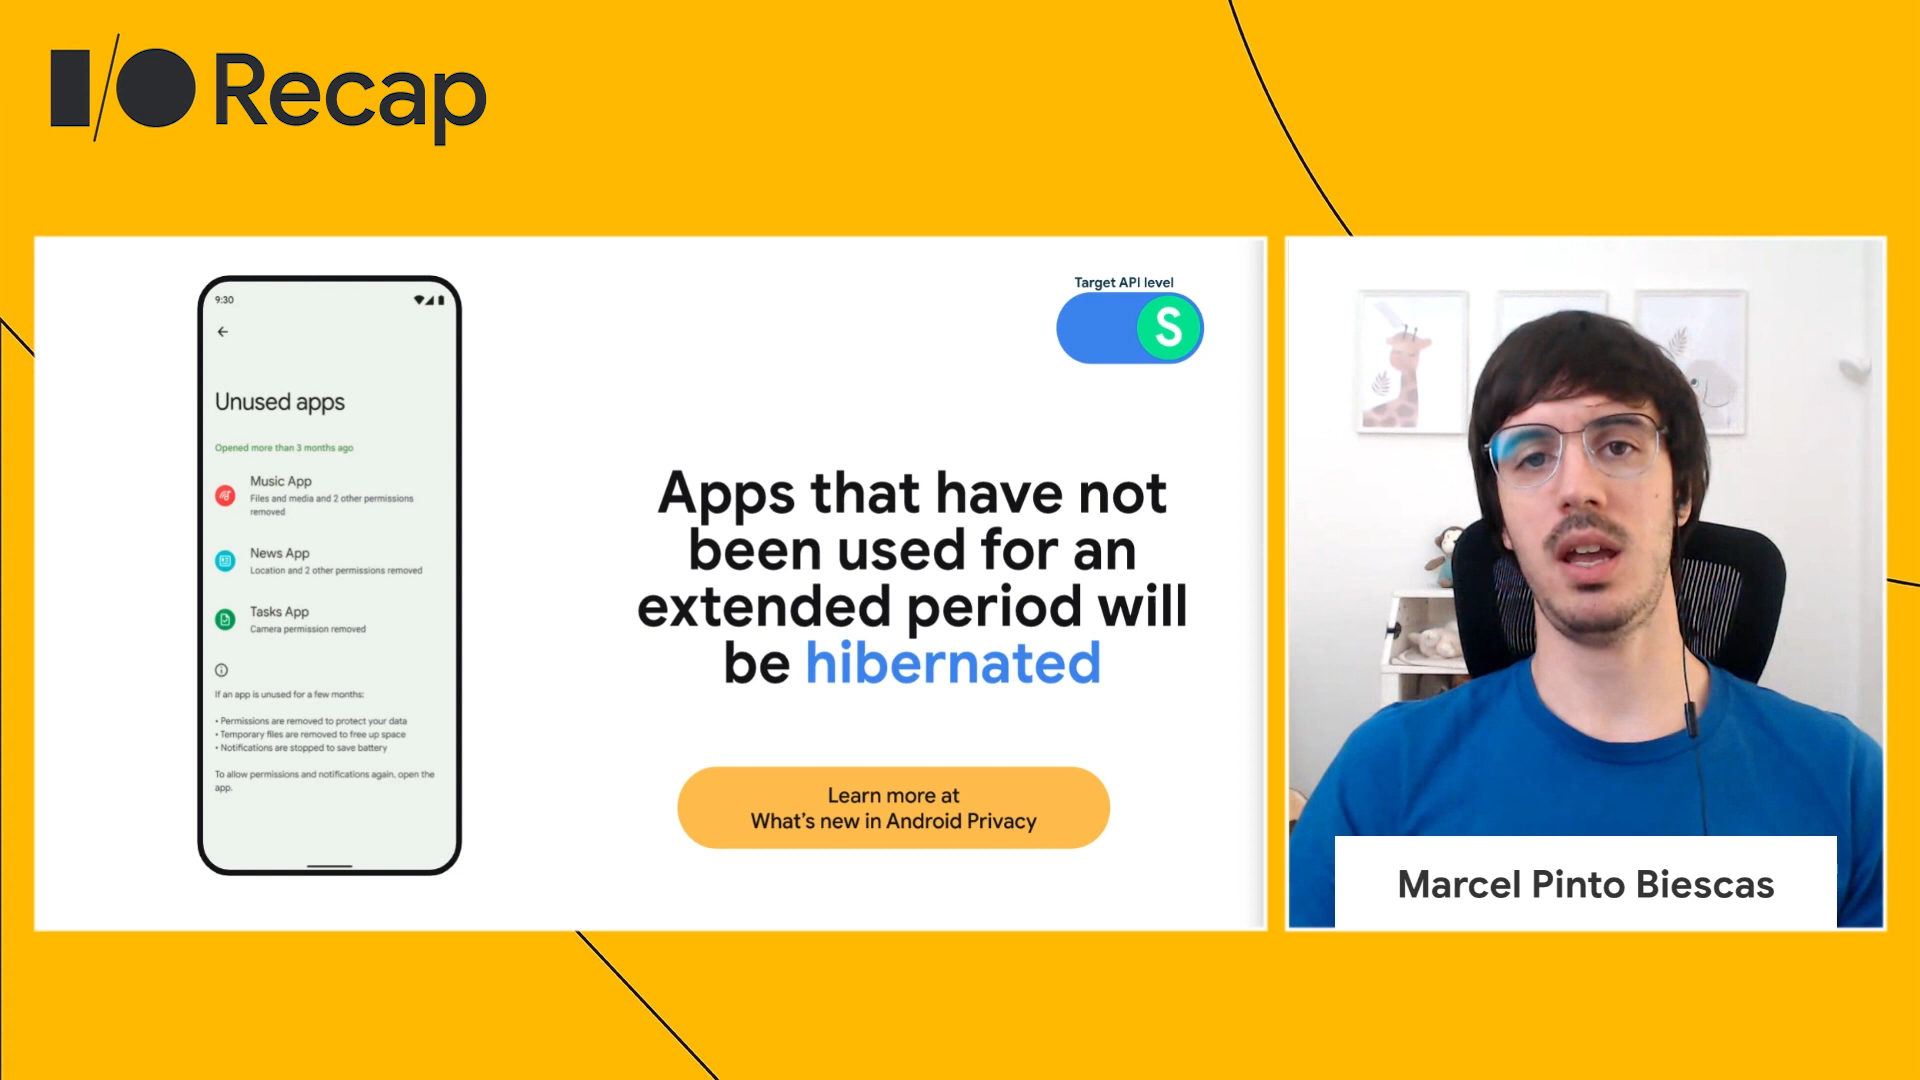 I/O Recap
9:30
Unused apps
Opened more than 3 months ago
Music App
Files and media and 2 other permissions
removed
News App
Location and 2 other permissions removed
Tasks App
Camera permission removed
If an app is unused for a few months:
• Permissions are removed to protect your data
• Temporary files are removed to free up space
• Notifications are stopped to save battery
To allow permissions and notifications again, open the
app.
Target API level
S
Apps that have not
been used for an
extended period will
be hibernated
Learn more at
What's new in Android Privacy
Marcel Pinto Biescas